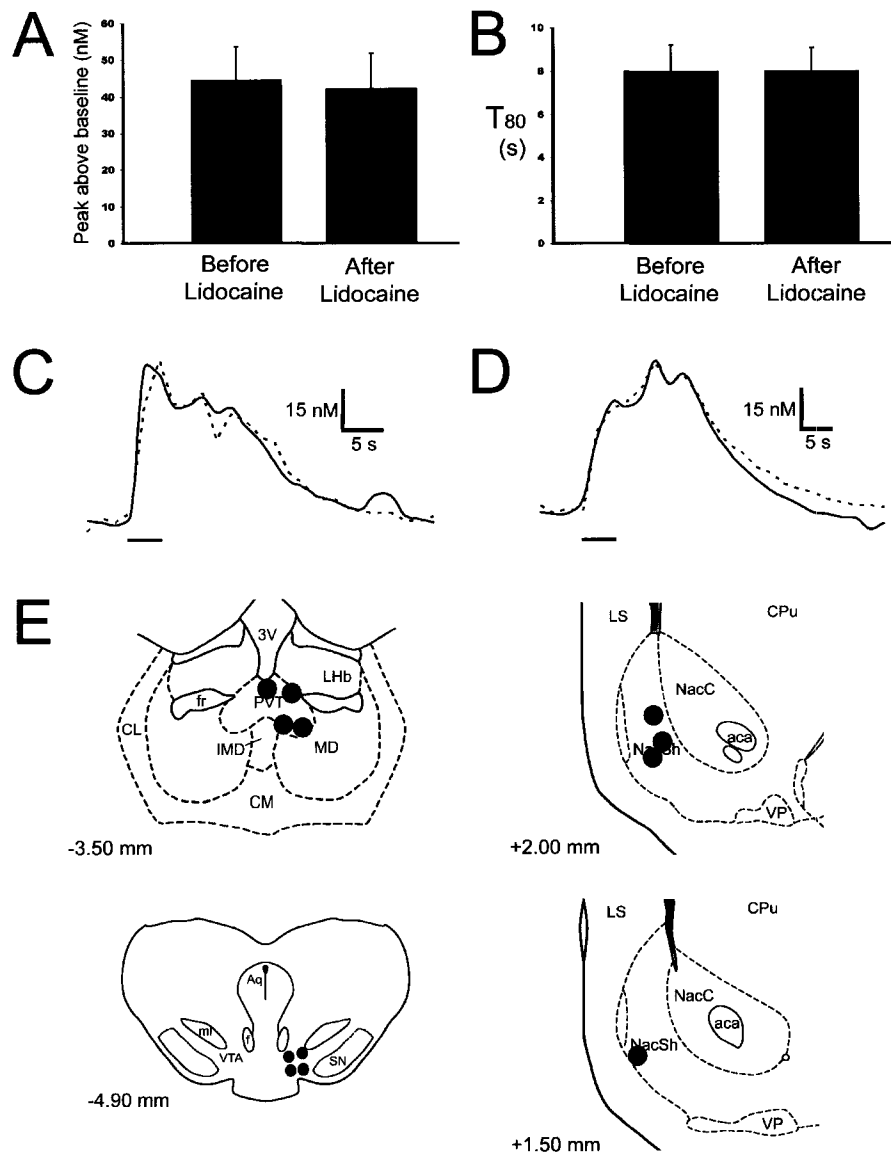 A
Peak above baseline (nM)
60
50
40
30
20
10
0
Before
Lidocaine
After
Lidocaine
B
T80
(s)
10
8
6
4
2
0
Before
Lidocaine
After
Lidocaine
C
15 nM
5 s
D
15 nM
5 s
E
3V
LHb
fr
PVT
CL
IMD
MD
CM
-3.50 mm
LS
CPu
NacC
aca
NacSh
VP
+2.00 mm
Aq
ml
f
VTA
SN
-4.90 mm
LS
CPu
NacC
aca
NacSh
VP
+1.50 mm